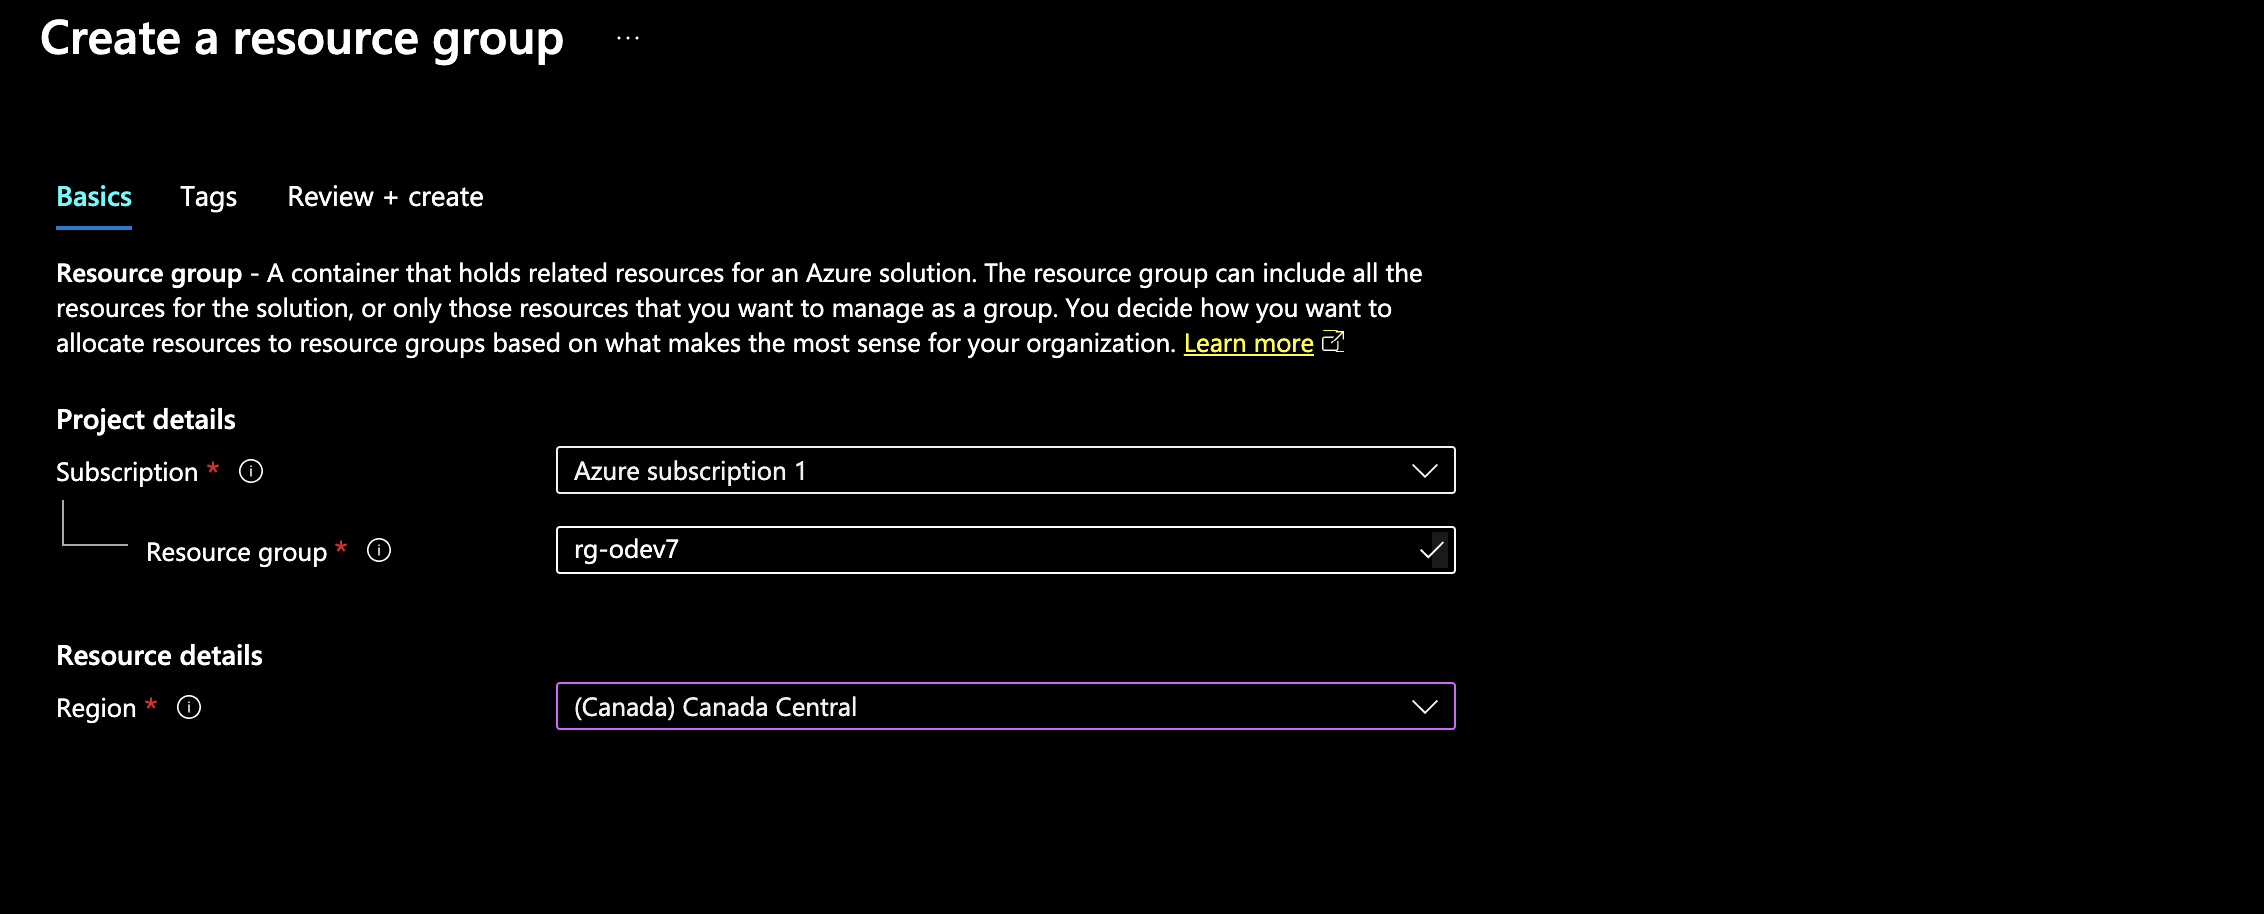 Create a resource group ...
Basics Tags Review + create
Resource group - A container that holds related resources for an Azure solution. The resource group can include all the
resources for the solution, or only those resources that you want to manage as a group. You decide how you want to
allocate resources to resource groups based on what makes the most sense for your organization. Learn more
Project details
Subscription * Azure subscription 1
Resource group * rg-odev7
Resource details
Region * (Canada) Canada Central